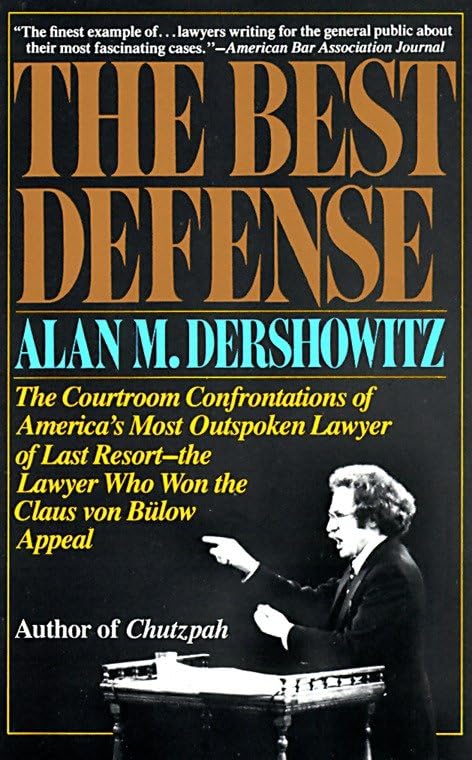 "The finest example of... lawyers writing for the general public about
their most fascinating cases."—American Bar Association Journal
THE BEST
DEFENSE
ALAN M. DERSHOWITZ
The Courtroom Confrontations of
America's Most Outspoken Lawyer
of Last Resort—the
Lawyer Who Won the
Claus von Bülow
Appeal
Author of Chutzpah